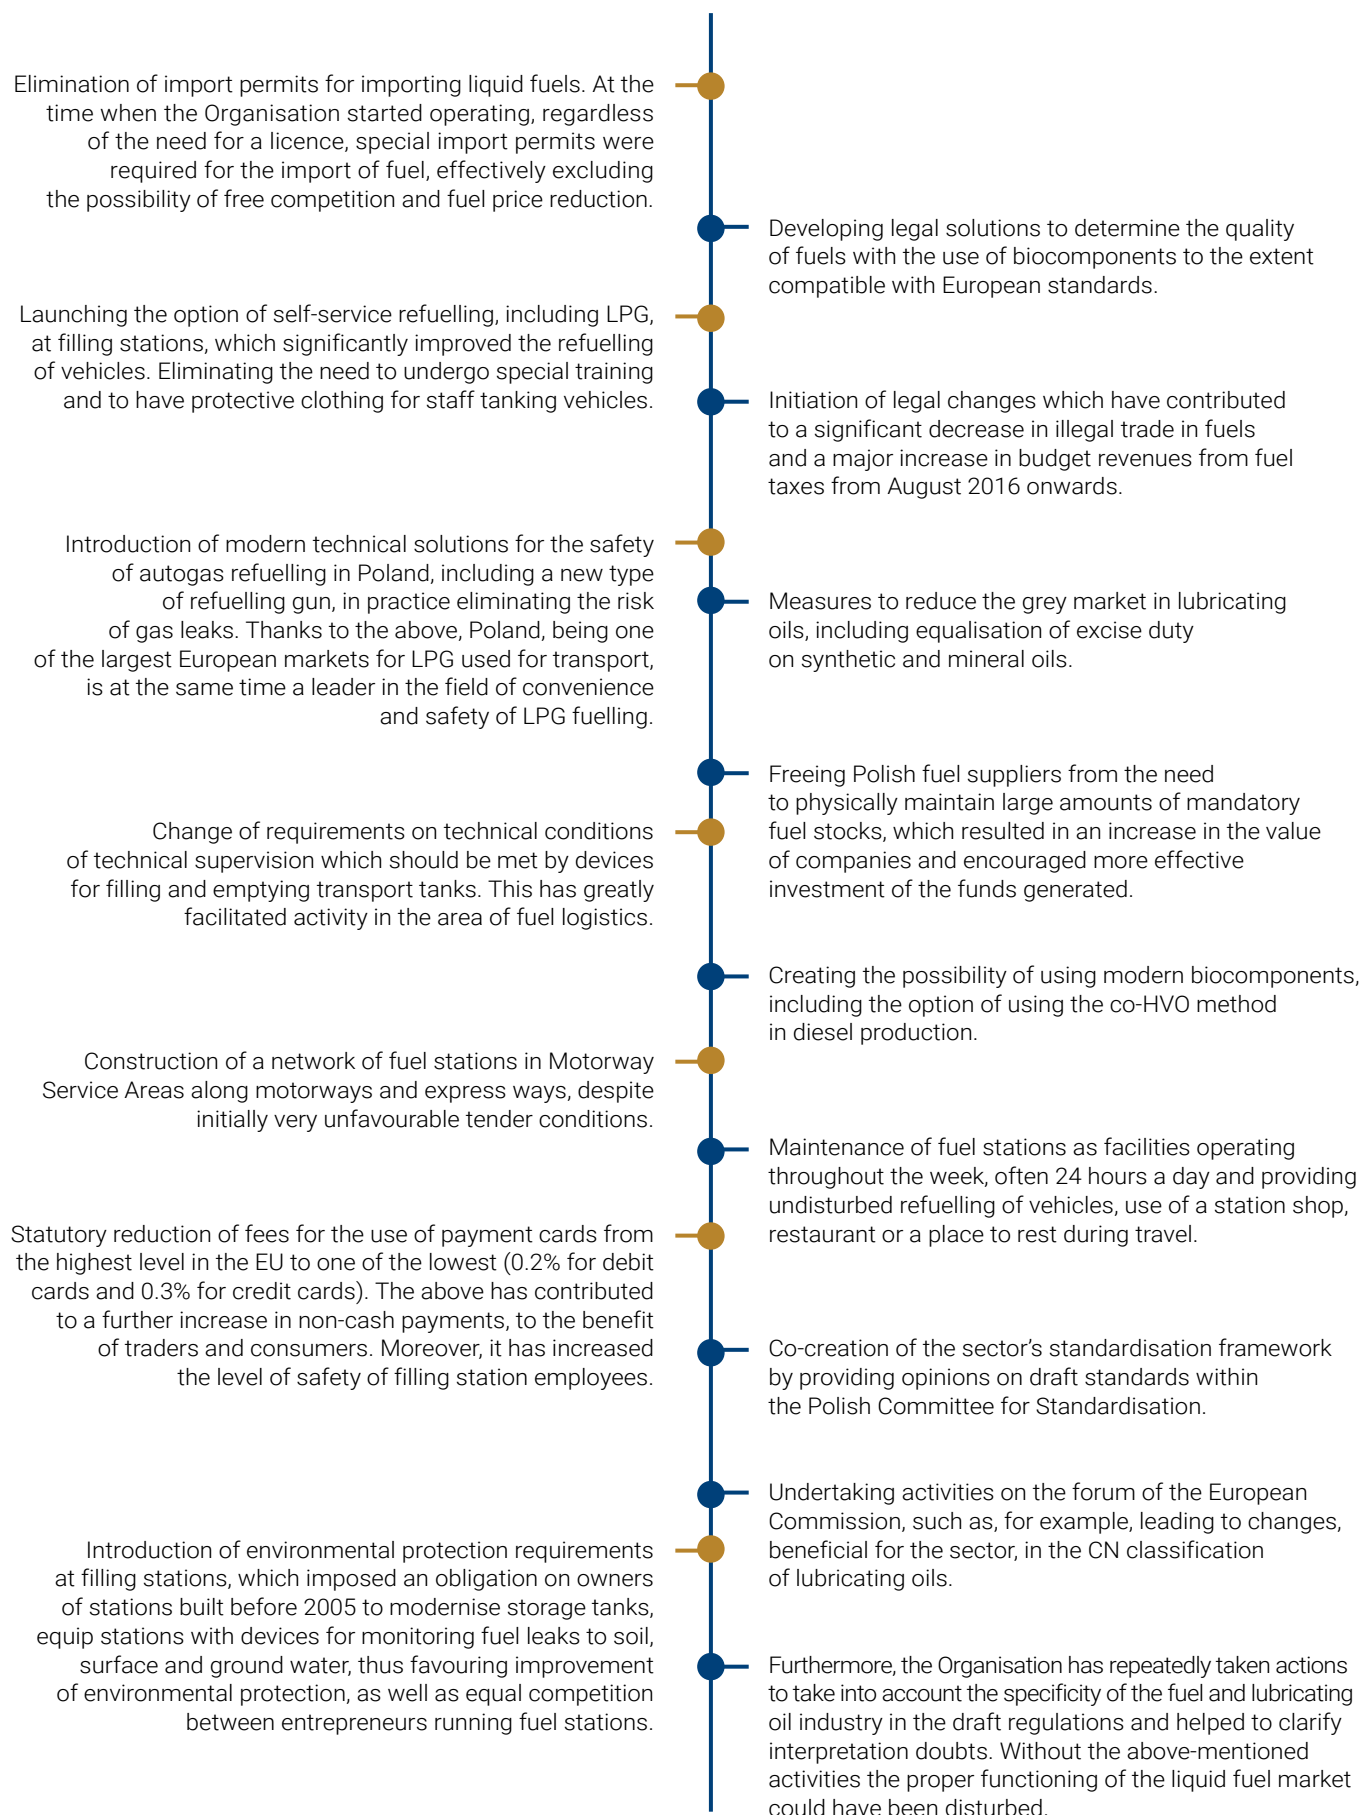 Elimination of import permits for importing liquid fuels. At the
time when the Organisation started operating, regardless
of the need for a licence, special import permits were
required for the import of fuel, effectively excluding
the possibility of free competition and fuel price reduction.
Developing legal solutions to determine the quality
of fuels with the use of biocomponents to the extent
compatible with European standards.
Launching the option of self-service refuelling, including LPG,
at filling stations, which significantly improved the refuelling
of vehicles. Eliminating the need to undergo special training
and to have protective clothing for staff tanking vehicles.
Initiation of legal changes which have contributed
to a significant decrease in illegal trade in fuels
and a major increase in budget revenues from fuel
taxes from August 2016 onwards.
Introduction of modern technical solutions for the safety
of autogas refuelling in Poland, including a new type
of refuelling gun, in practice eliminating the risk
of gas leaks. Thanks to the above, Poland, being one
of the largest European markets for LPG used for transport,
is at the same time a leader in the field of convenience
and safety of LPG fuelling.
Measures to reduce the grey market in lubricating
oils, including equalisation of excise duty
on synthetic and mineral oils.
Freeing Polish fuel suppliers from the need
to physically maintain large amounts of mandatory
fuel stocks, which resulted in an increase in the value
of companies and encouraged more effective
investment of the funds generated.
Change of requirements on technical conditions
of technical supervision which should be met by devices
for filling and emptying transport tanks. This has greatly
facilitated activity in the area of fuel logistics.
Creating the possibility of using modern biocomponents,
including the option of using the co-HVO method
in diesel production.
Construction of a network of fuel stations in Motorway
Service Areas along motorways and express ways, despite
initially very unfavourable tender conditions.
Maintenance of fuel stations as facilities operating
throughout the week, often 24 hours a day and providing
undisturbed refuelling of vehicles, use of a station shop,
restaurant or a place to rest during travel.
Statutory reduction of fees for the use of payment cards from
the highest level in the EU to one of the lowest (0.2% for debit
cards and 0.3% for credit cards). The above has contributed
to a further increase in non-cash payments, to the benefit
of traders and consumers. Moreover, it has increased
the level of safety of filling station employees.
Co-creation of the sector's standardisation framework
by providing opinions on draft standards within
the Polish Committee for Standardisation.
Undertaking activities on the forum of the European
Commission, such as, for example, leading to changes,
beneficial for the sector, in the CN classification
of lubricating oils.
Introduction of environmental protection requirements
at filling stations, which imposed an obligation on owners
of stations built before 2005 to modernise storage tanks,
equip stations with devices for monitoring fuel leaks to soil,
surface and ground water, thus favouring improvement
of environmental protection, as well as equal competition
between entrepreneurs running fuel stations.
Furthermore, the Organisation has repeatedly taken actions
to take into account the specificity of the fuel and lubricating
oil industry in the draft regulations and helped to clarify
interpretation doubts. Without the above-mentioned
activities the proper functioning of the liquid fuel market
could have been disturbed.